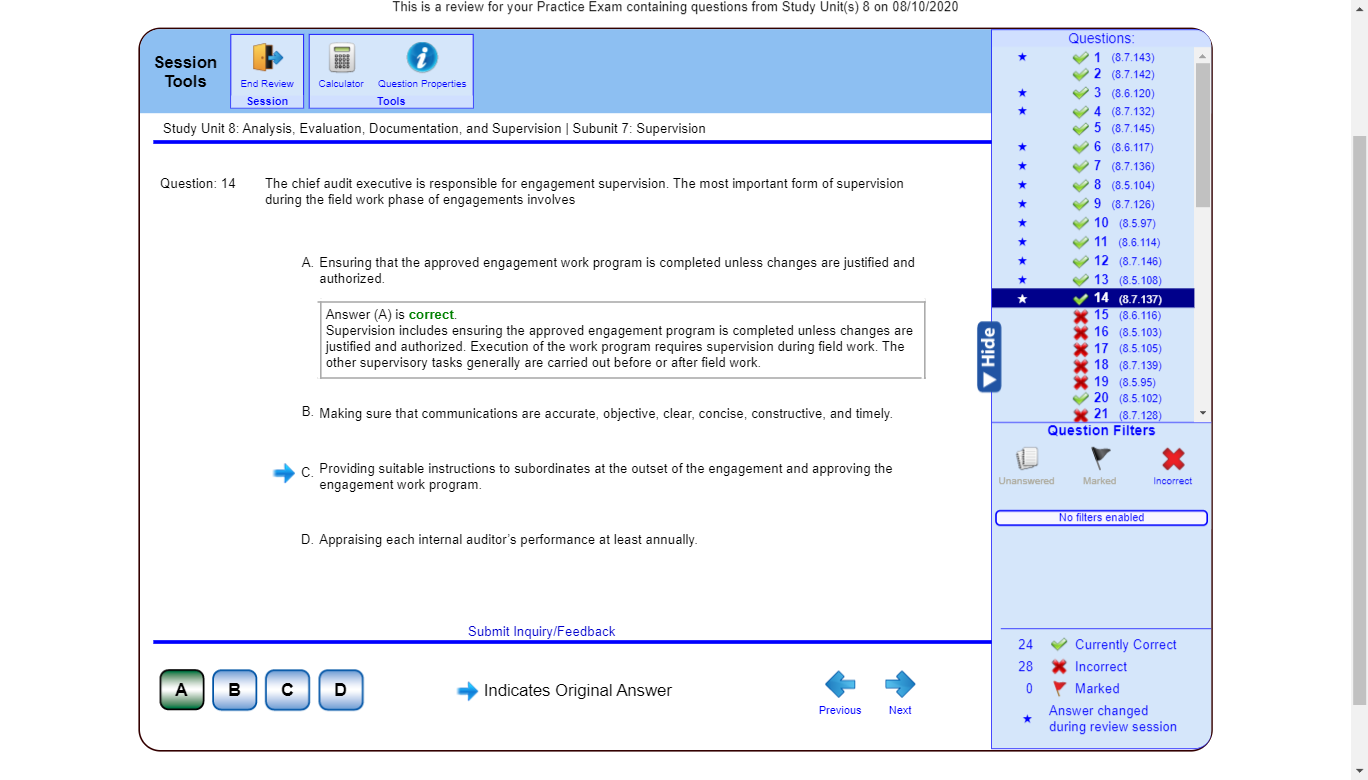 This is a review for your Practice Exam containing questions from Study Unit(s) 8 on 08/10/2020
Session
Tools
End Review
Session
Calculator
Question Properties
Tools
Study Unit 8: Analysis, Evaluation, Documentation, and Supervision | Subunit 7: Supervision
Question: 14
The chief audit executive is responsible for engagement supervision. The most important form of supervision
during the field work phase of engagements involves
A. Ensuring that the approved engagement work program is completed unless changes are justified and
authorized.
Answer (A) is correct.
Supervision includes ensuring the approved engagement program is completed unless changes are
justified and authorized. Execution of the work program requires supervision during field work. The
other supervisory tasks generally are carried out before or after field work.
B. Making sure that communications are accurate, objective, clear, concise, constructive, and timely.
C. Providing suitable instructions to subordinates at the outset of the engagement and approving the
engagement work program.
D. Appraising each internal auditor's performance at least annually.
Submit Inquiry/Feedback
A
B
C
D
Indicates Original Answer
Previous
Next
Hide
Questions:
1 (8.7.143)
2 (8.7.142)
3 (8.6.120)
4 (8.7.132)
5 (8.7.145)
6 (8.6.117)
7 (8.7.136)
8 (8.5.104)
9 (8.7.126)
10 (8.5.97)
11 (8.6.114)
12 (8.7.146)
13 (8.5.108)
14 (8.7.137)
15 (8.6.116)
16 (8.5.103)
17 (8.5.105)
18 (8.7.139)
19 (8.5.95)
20 (8.5.102)
21 (8.7.128)
Question Filters
Unanswered
Marked
Incorrect
No filters enabled
24 Currently Correct
28 Incorrect
0 Marked
Answer changed
during review session